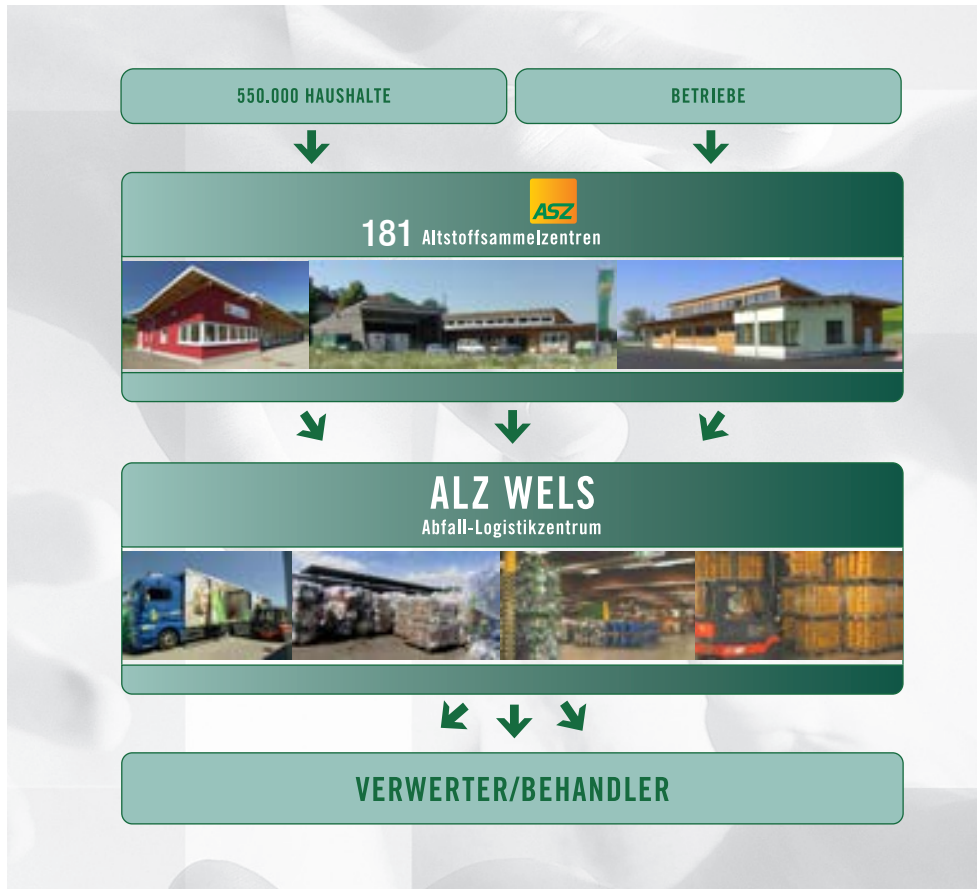 550.000 HAUSHALTE
BETRIEBE
ASZ
181 Altstoffsammelzentren
ALZ WELS
Abfall-Logistikzentrum
VERWERTER/BEHANDLER